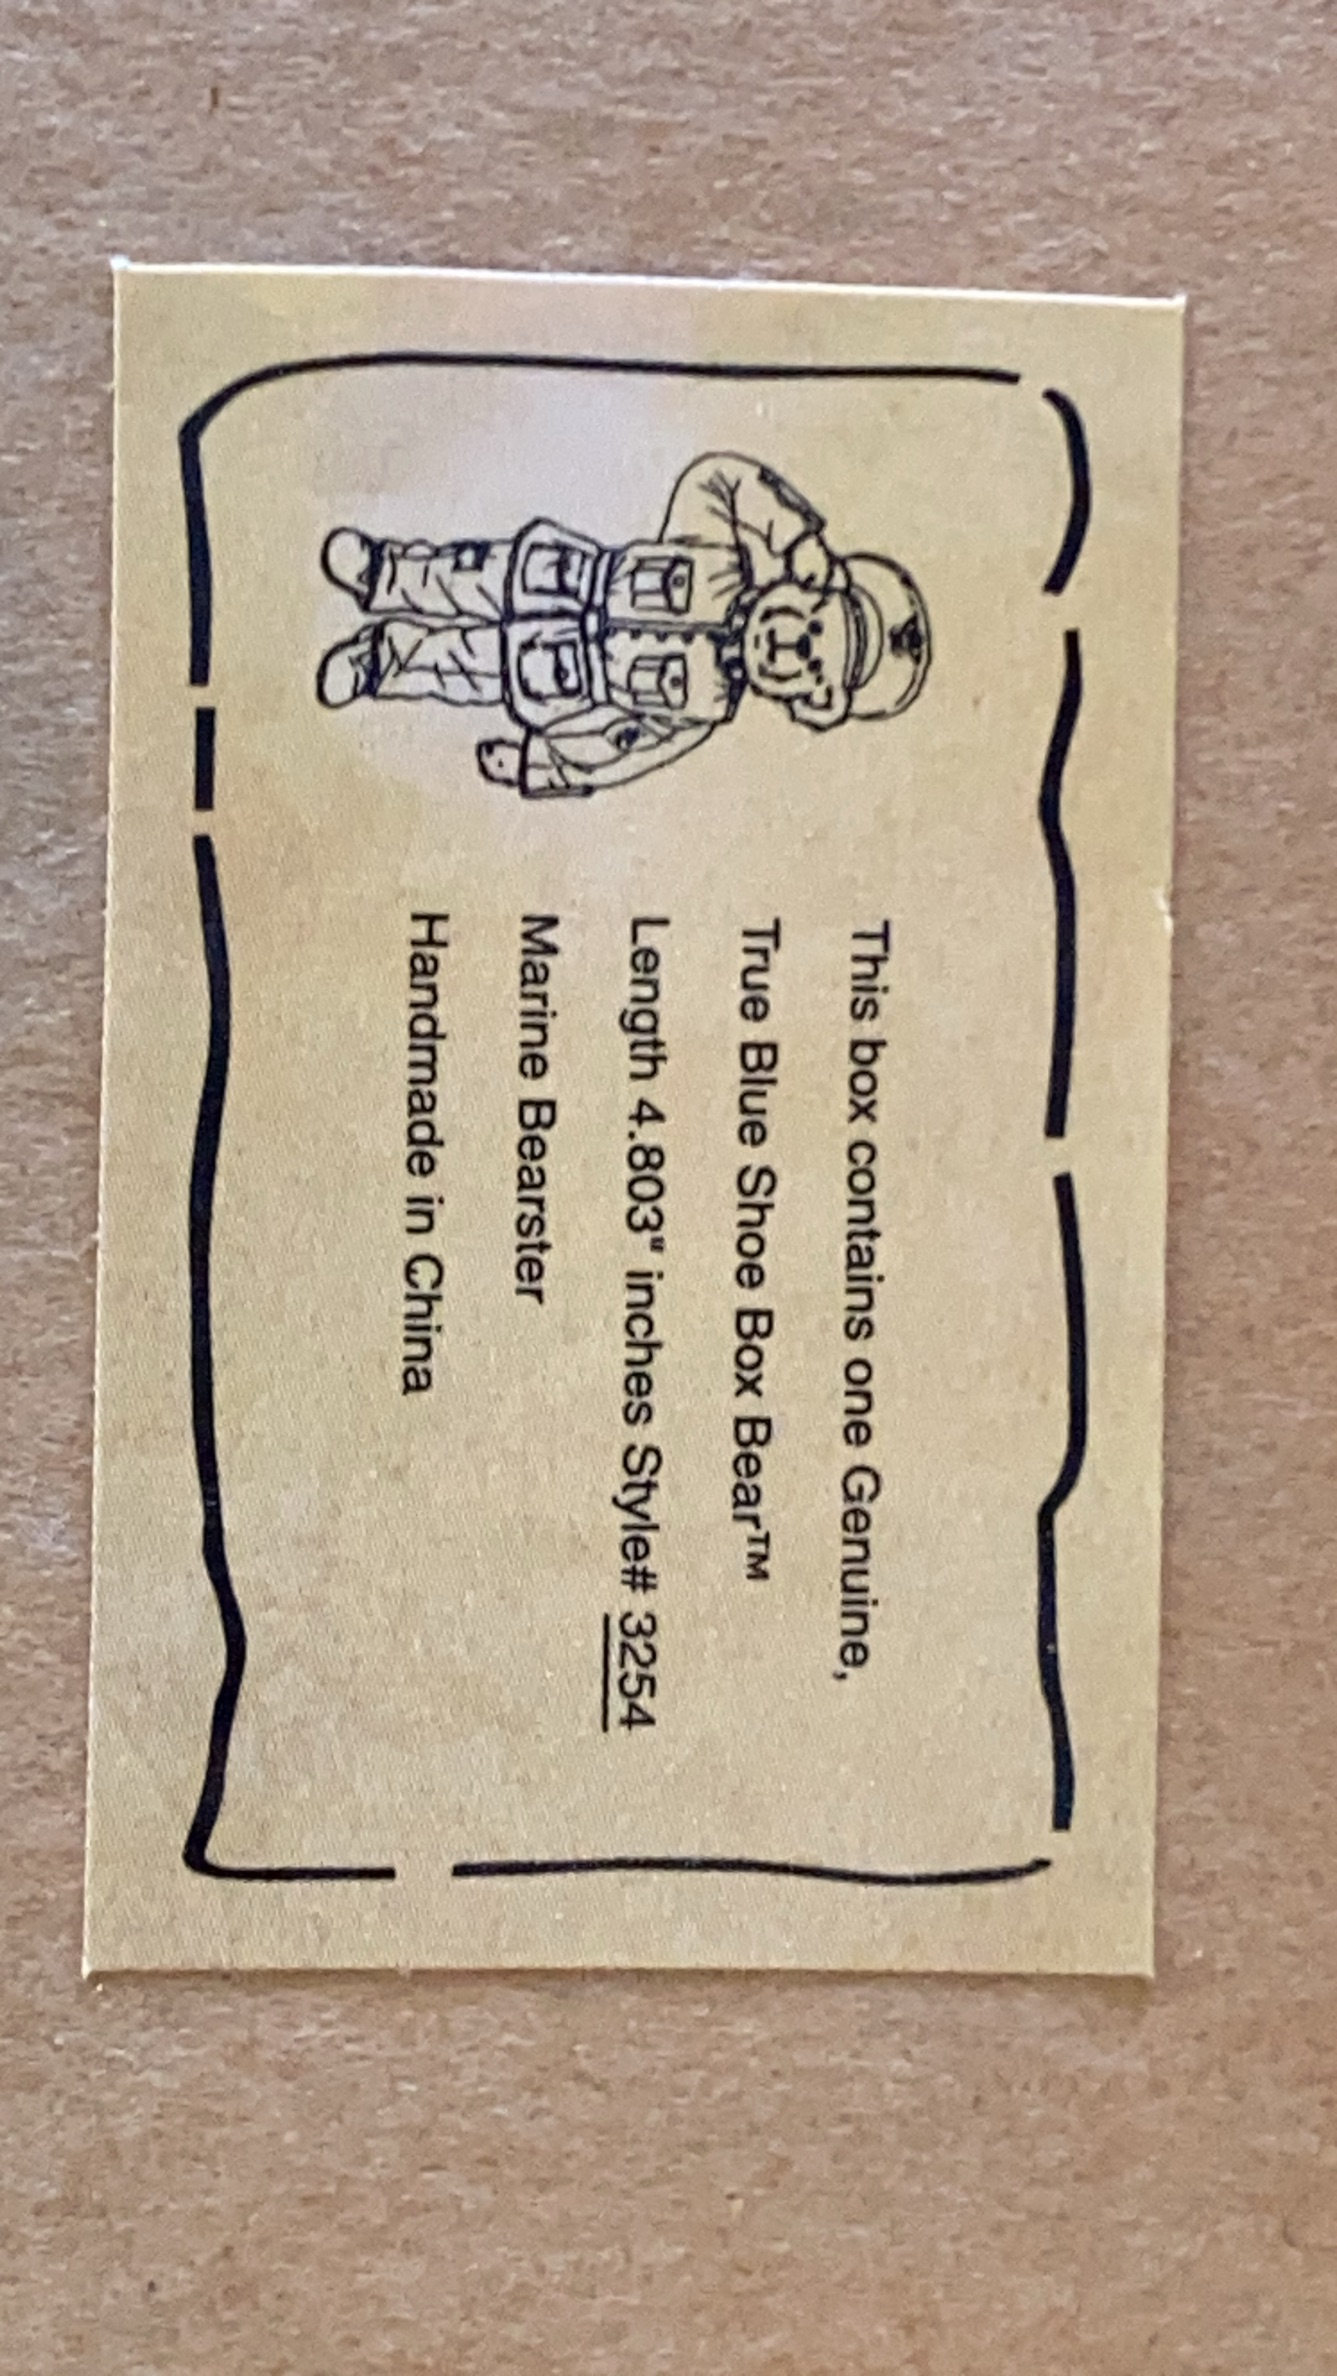 This box contains one Genuine,
True Blue Shoe Box Bear™
Length 4.803" inches Style# 3254
Marine Bearster
Handmade in China